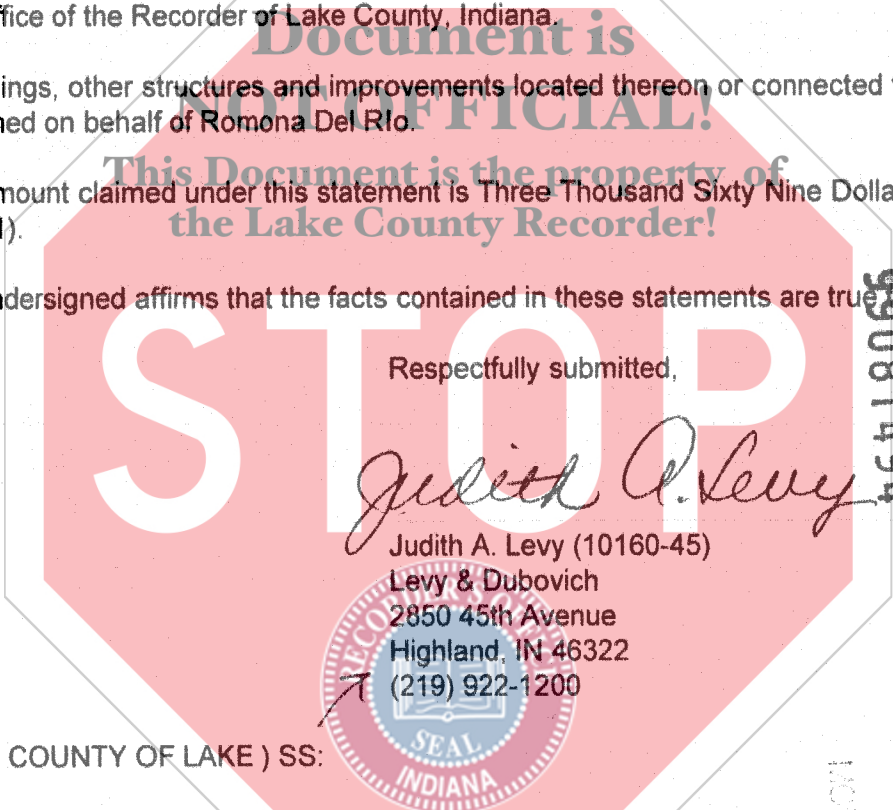 ffice of the Recorder of Lake County, Indiana.
Document is
ings, other structures and improvements located thereon or connected
NOT OFFICIAL!
ned on behalf of Romona Del RIo.
This Document is the property of
mount claimed under this statement is Three Thousand Sixty Nine Dolla
the Lake County Recorder!
).
ndersigned affirms that the facts contained in these statements are true
STOP
Respectfully submitted,
Judith A. Levy
Judith A. Levy (10160-45)
Levy & Dubovich
2850 45th Avenue
Highland, IN 46322
(219) 922-1200
RECORDER'S OFFICE
SEAL
INDIANA
COUNTY OF LAKE ) SS: